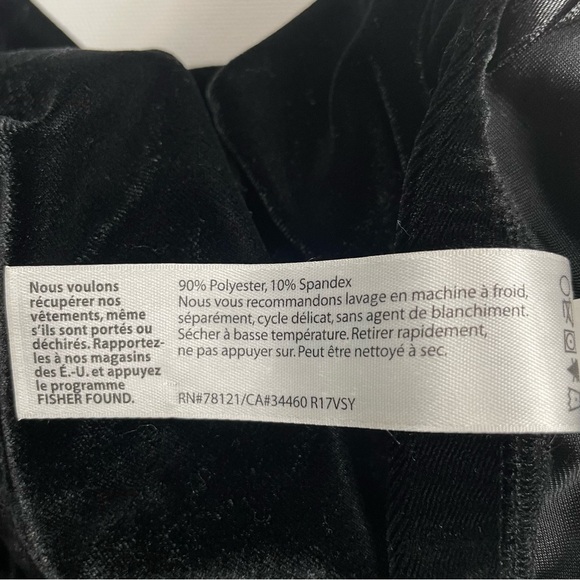 Nous voulons
récupérer nos
vêtements, même
s'ils sont portés ou
déchirés. Rapportez-
les à nos magasins
des É.-U. et appuyez
le programme
FISHER FOUND.
90% Polyester, 10% Spandex
Nous vous recommandons lavage en machine à froid,
séparément, cycle délicat, sans agent de blanchiment.
Sécher à basse température. Retirer rapidement,
ne pas appuyer sur. Peut être nettoyé à sec.
RN#78121/CA#34460 R17VSY